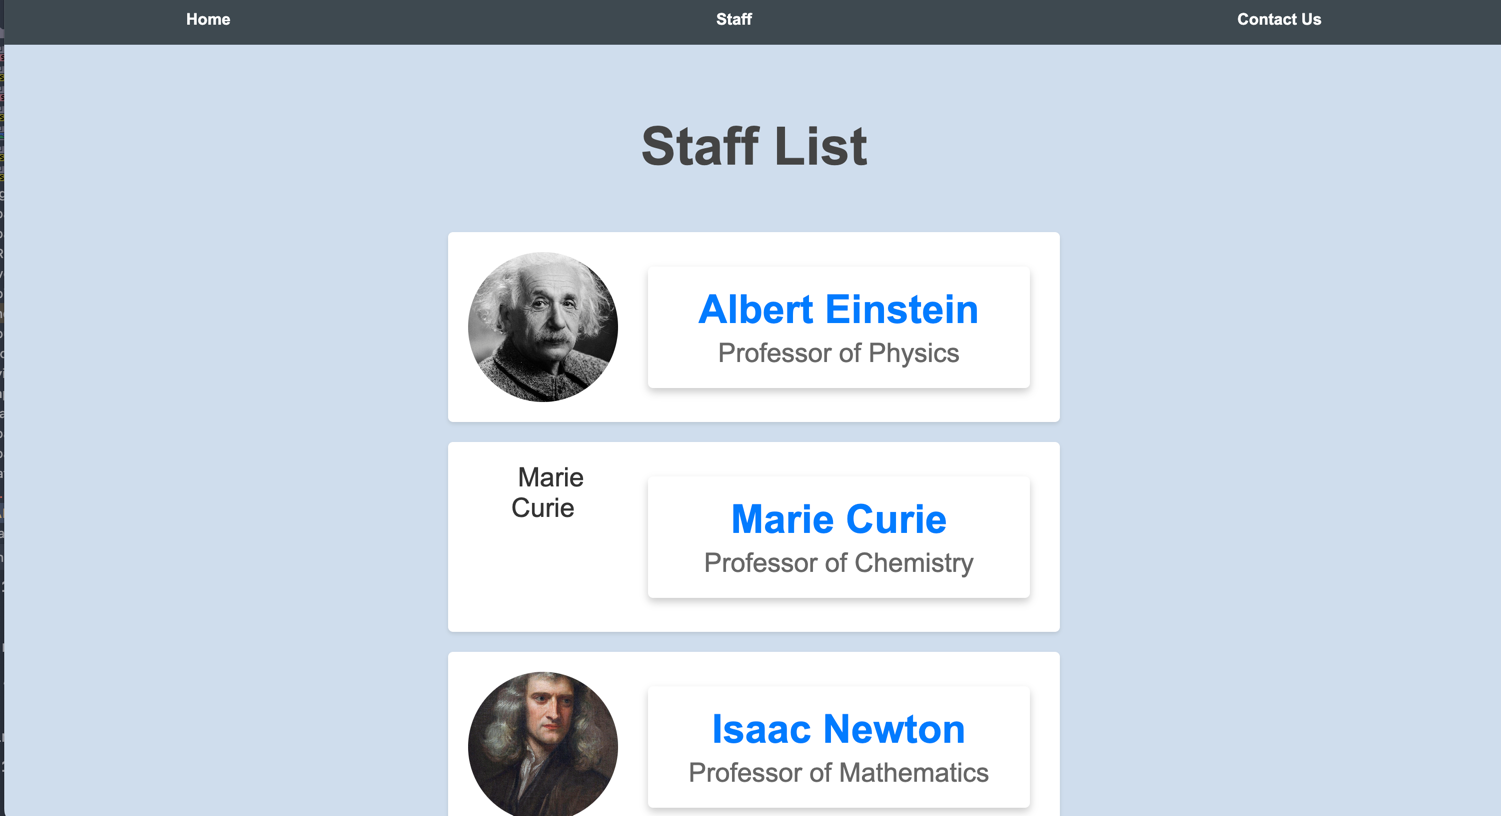 Home Staff Contact Us
Staff List
Albert Einstein
Professor of Physics
Marie
Curie
Marie Curie
Professor of Chemistry
Isaac Newton
Professor of Mathematics